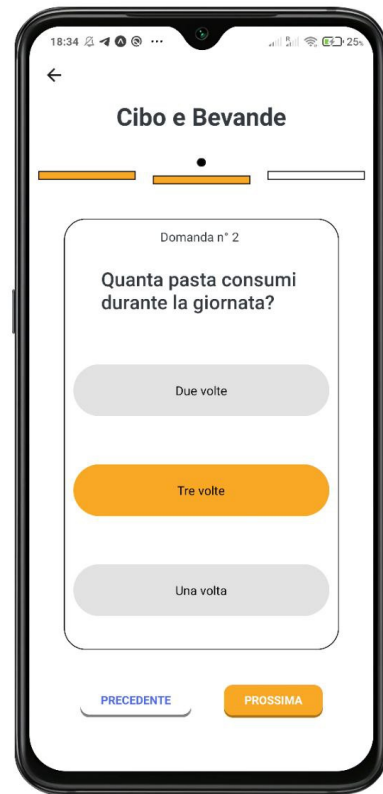 18:34 25%
Cibo e Bevande
Domanda n° 2
Quanta pasta consumi
durante la giornata?
Due volte
Tre volte
Una volta
PRECEDENTE PROSSIMA